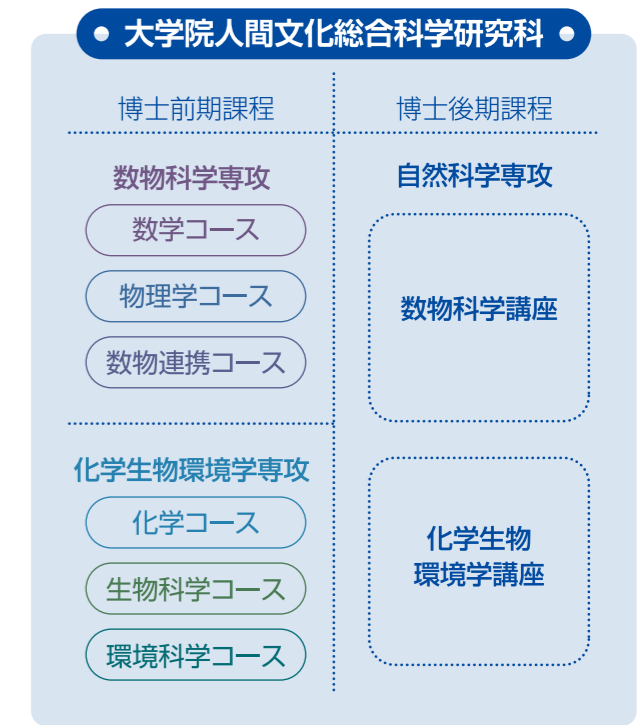 大学院人間文化総合科学研究科
博士前期課程
博士後期課程
数物科学専攻
数学コース
物理学コース
数物連携コース
化学生物環境学専攻
化学コース
生物科学コース
環境科学コース
自然科学専攻
数物科学講座
化学生物
環境学講座